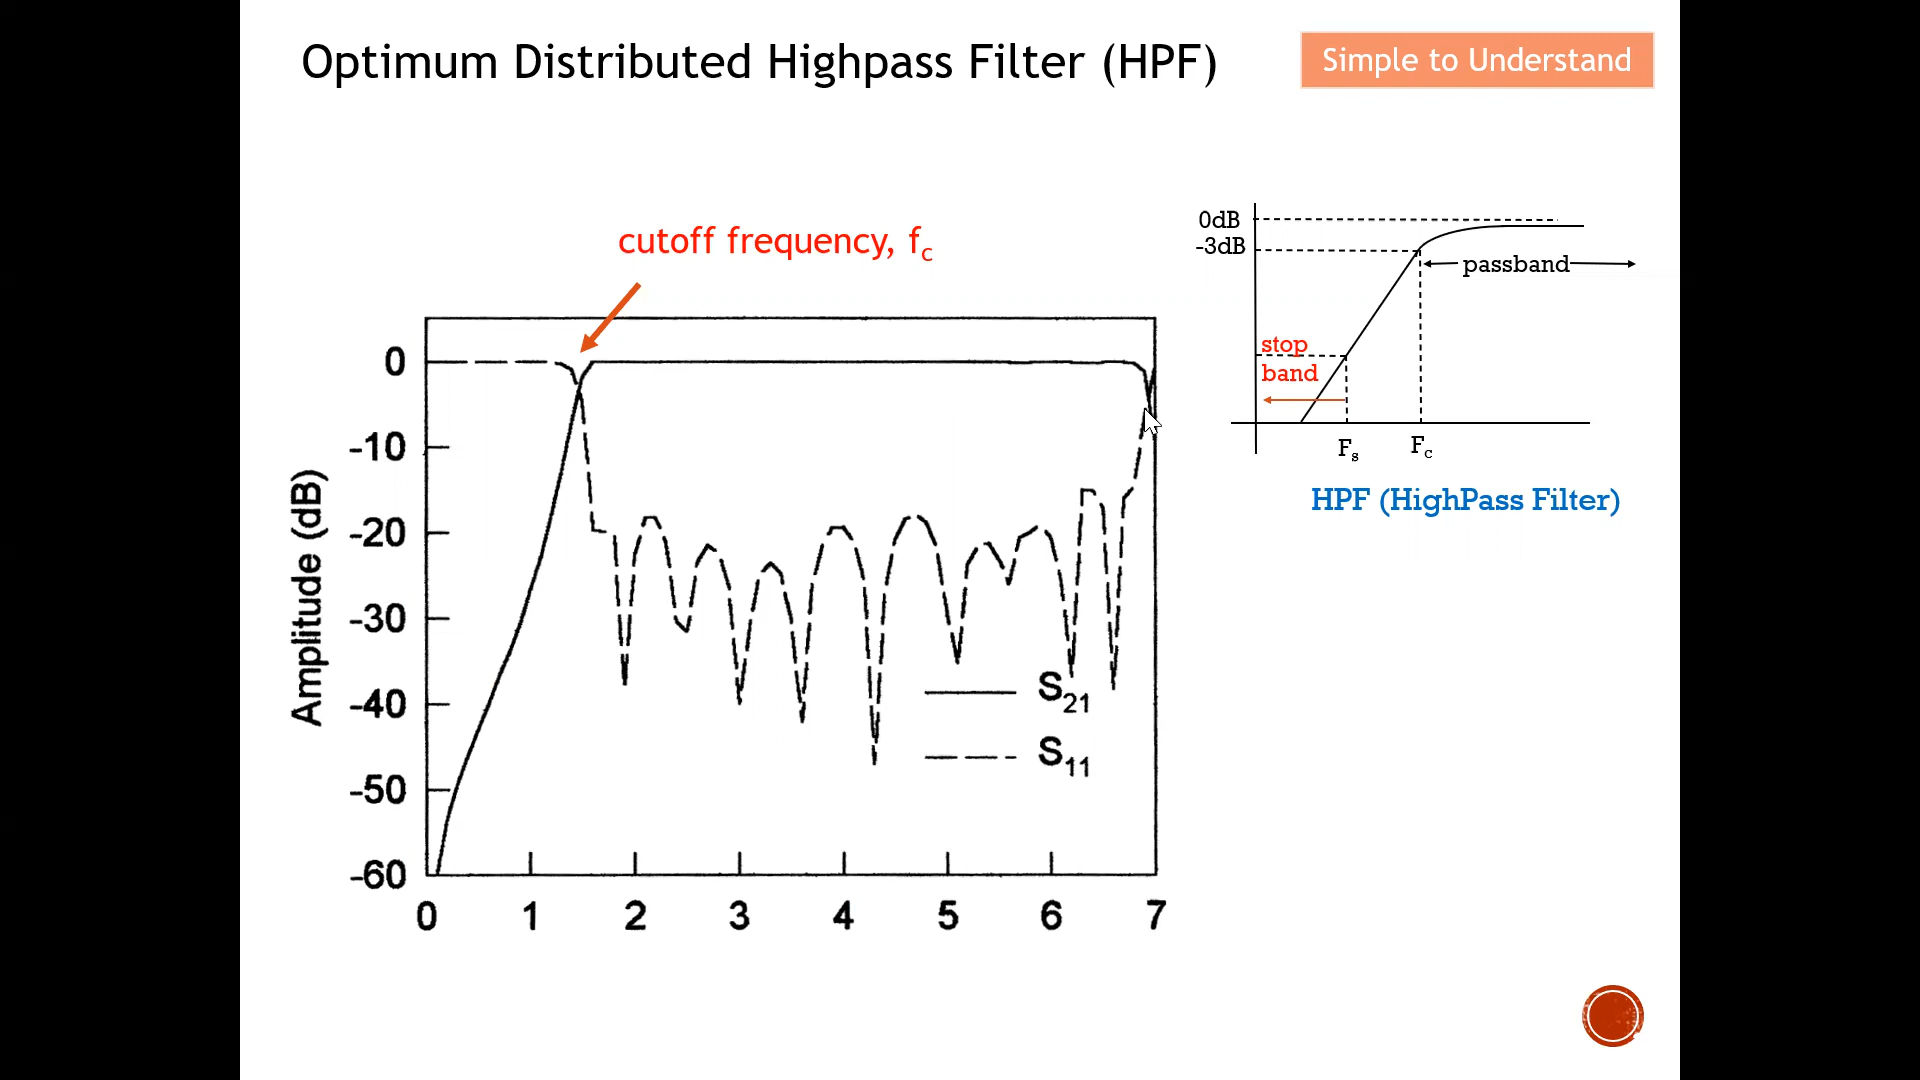 Optimum Distributed Highpass Filter (HPF)
Simple to Understand
cutoff frequency, fc
0
-10
-20
-30
-40
-50
-60
Amplitude (dB)
S21
S11
0 1 2 3 4 5 6 7
0dB
-3dB
passband
stop
band
Fs
Fc
HPF (HighPass Filter)